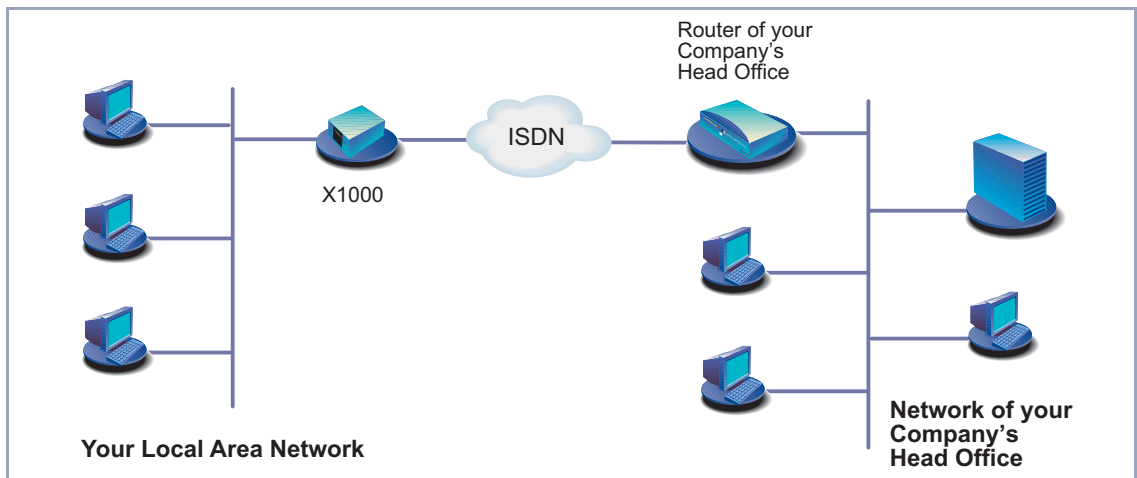 Router of your
Company's
Head Office
ISDN
X1000
Your Local Area Network
Network of your
Company's
Head Office